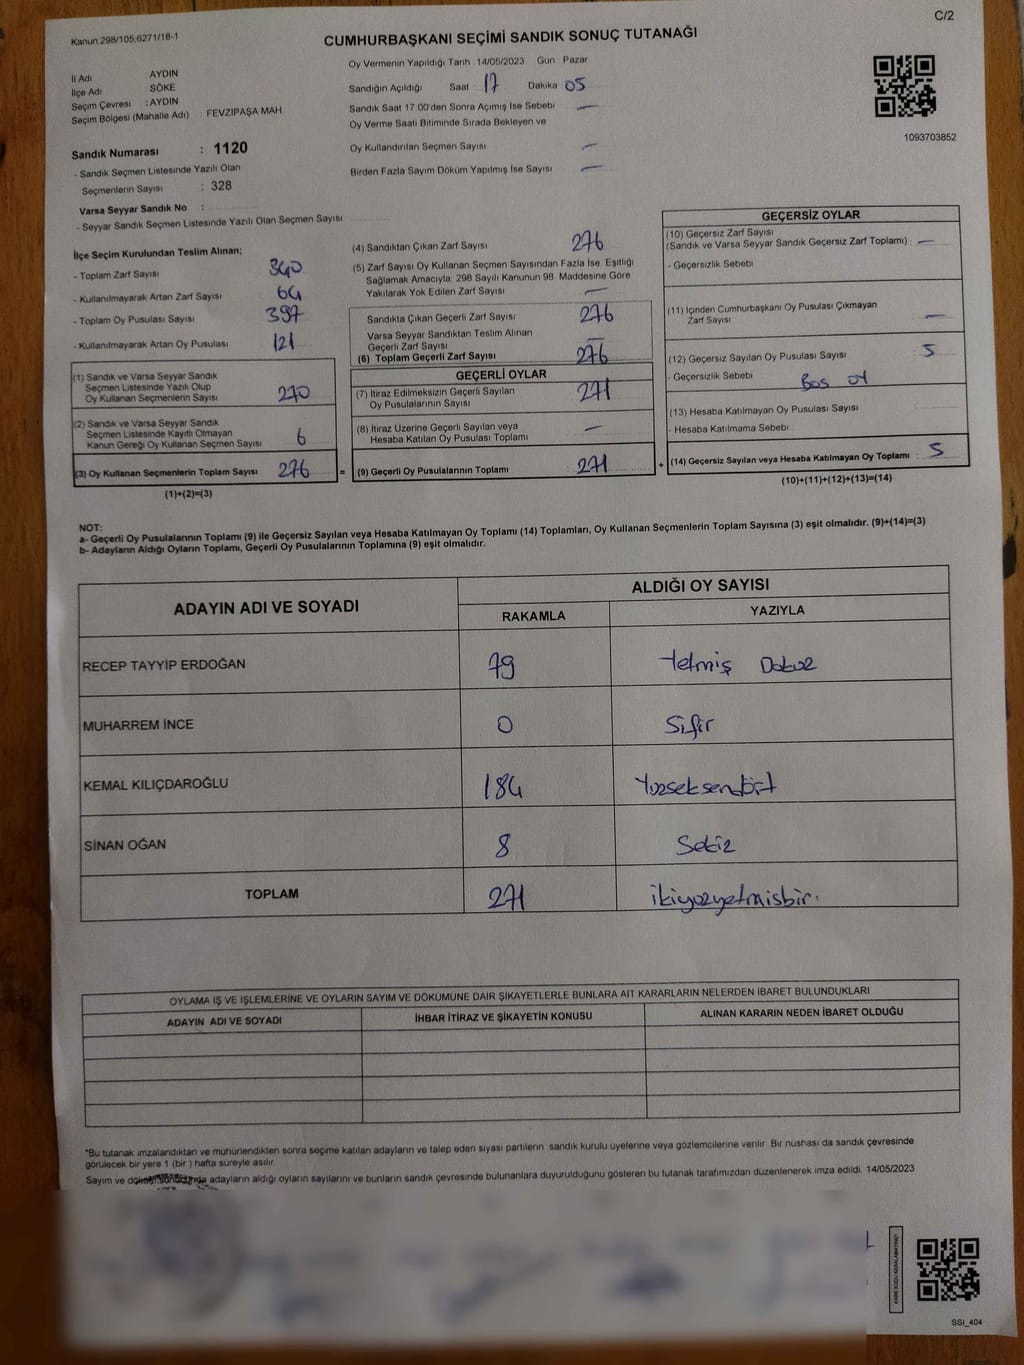 C/2
Kanun:298/105;6271/18-1
CUMHURBAŞKANI SEÇİMİ SANDIK SONUÇ TUTANAĞI
İl Adı : AYDIN
İlçe Adı : SÖKE
Seçim Çevresi : AYDIN
Seçim Bölgesi (Mahalle Adı) FEVZİPAŞA MAH
Sandık Numarası : 1120
- Sandık Seçmen Listesinde Yazılı Olan
Seçmenlerin Sayısı : 328
Varsa Seyyar Sandık No :
- Seyyar Sandık Seçmen Listesinde Yazılı Olan Seçmen Sayısı
Oy Vermenin Yapıldığı Tarih 14/05/2023 Gün Pazar
Sandığın Açıldığı Saat 17 Dakika 05
Sandık Saat 17 00'den Sonra Açımış İse Sebebi —
Oy Verme Saati Bitiminde Sırada Bekleyen ve
Oy Kullandırılan Seçmen Sayısı —
Birden Fazla Sayım Döküm Yapılmış İse Sayısı —
1093703852
İlçe Seçim Kurulundan Teslim Alınan;
- Toplam Zarf Sayısı 340
- Kullanılmayarak Artan Zarf Sayısı 64
- Toplam Oy Pusulası Sayısı 397
- Kullanılmayarak Artan Oy Pusulası 121
(1) Sandık ve Varsa Seyyar Sandık
Seçmen Listesinde Yazılı Olup
Oy Kullanan Seçmenlerin Sayısı 270
(2) Sandık ve Varsa Seyyar Sandık
Seçmen Listesinde Kayıtlı Olmayan
Kanun Gereği Oy Kullanan Seçmen Sayısı 6
(3) Oy Kullanan Seçmenlerin Toplam Sayısı 276
(1)+(2)=(3)
(4) Sandıktan Çıkan Zarf Sayısı 276
(5) Zarf Sayısı Oy Kullanan Seçmen Sayısından Fazla İse, Eşitliği
Sağlamak Amacıyla; 298 Sayılı Kanunun 98. Maddesine Göre
Yakılarak Yok Edilen Zarf Sayısı —
Sandıkta Çıkan Geçerli Zarf Sayısı 276
Varsa Seyyar Sandıktan Teslim Alınan
Geçerli Zarf Sayısı —
(6) Toplam Geçerli Zarf Sayısı 276
GEÇERLİ OYLAR
(7) İtiraz Edilmeksizin Geçerli Sayılan
Oy Pusulalarının Sayısı 271
(8) İtiraz Üzerine Geçerli Sayılan veya
Hesaba Katılan Oy Pusulası Toplamı —
= (9) Geçerli Oy Pusulalarının Toplamı 271
GEÇERSİZ OYLAR
(10) Geçersiz Zarf Sayısı
(Sandık ve Varsa Seyyar Sandık Geçersiz Zarf Toplamı) : —
- Geçersizlik Sebebi
(11) İçinden Cumhurbaşkanı Oy Pusulası Çıkmayan
Zarf Sayısı —
(12) Geçersiz Sayılan Oy Pusulası Sayısı 5
- Geçersizlik Sebebi Bos oy
(13) Hesaba Katılmayan Oy Pusulası Sayısı
- Hesaba Katılmama Sebebi
+ (14) Geçersiz Sayılan veya Hesaba Katılmayan Oy Toplamı : 5
(10)+(11)+(12)+(13)=(14)
NOT:
a- Geçerli Oy Pusulalarının Toplamı (9) ile Geçersiz Sayılan veya Hesaba Katılmayan Oy Toplamı (14) Toplamları, Oy Kullanan Seçmenlerin Toplam Sayısına (3) eşit olmalıdır. (9)+(14)=(3)
b- Adayların Aldığı Oyların Toplamı, Geçerli Oy Pusulalarının Toplamına (9) eşit olmalıdır.
ADAYIN ADI VE SOYADI
ALDIĞI OY SAYISI
RAKAMLA YAZIYLA
RECEP TAYYİP ERDOĞAN 79 Yetmiş Dokuz
MUHARREM İNCE 0 Sıfır
KEMAL KILIÇDAROĞLU 184 Yüzseksendört
SİNAN OĞAN 8 Sekiz
TOPLAM 271 ikiyüzyetmisbir.
OYLAMA İŞ VE İŞLEMLERİNE VE OYLARIN SAYIM VE DÖKÜMÜNE DAİR ŞİKAYETLERLE BUNLARA AİT KARARLARIN NELERDEN İBARET BULUNDUKLARI
ADAYIN ADI VE SOYADI İHBAR İTİRAZ VE ŞİKAYETİN KONUSU ALINAN KARARIN NEDEN İBARET OLDUĞU
*Bu tutanak imzalandıktan ve mühürlendikten sonra seçime katılan adayların ve talep eden siyasi partilerin sandık kurulu üyelerine veya gözlemcilerine verilir Bir nüshası da sandık çevresinde
görülecek bir yere 1 (bir ) hafta süreyle asılır
Sayım ve döküm sonucunda adayların aldığı oyların sayılarını ve bunların sandık çevresinde bulunanlara duyurulduğunu gösteren bu tutanak tarafımızdan düzenlenerek imza edildi. 14/05/2023
SSI_404